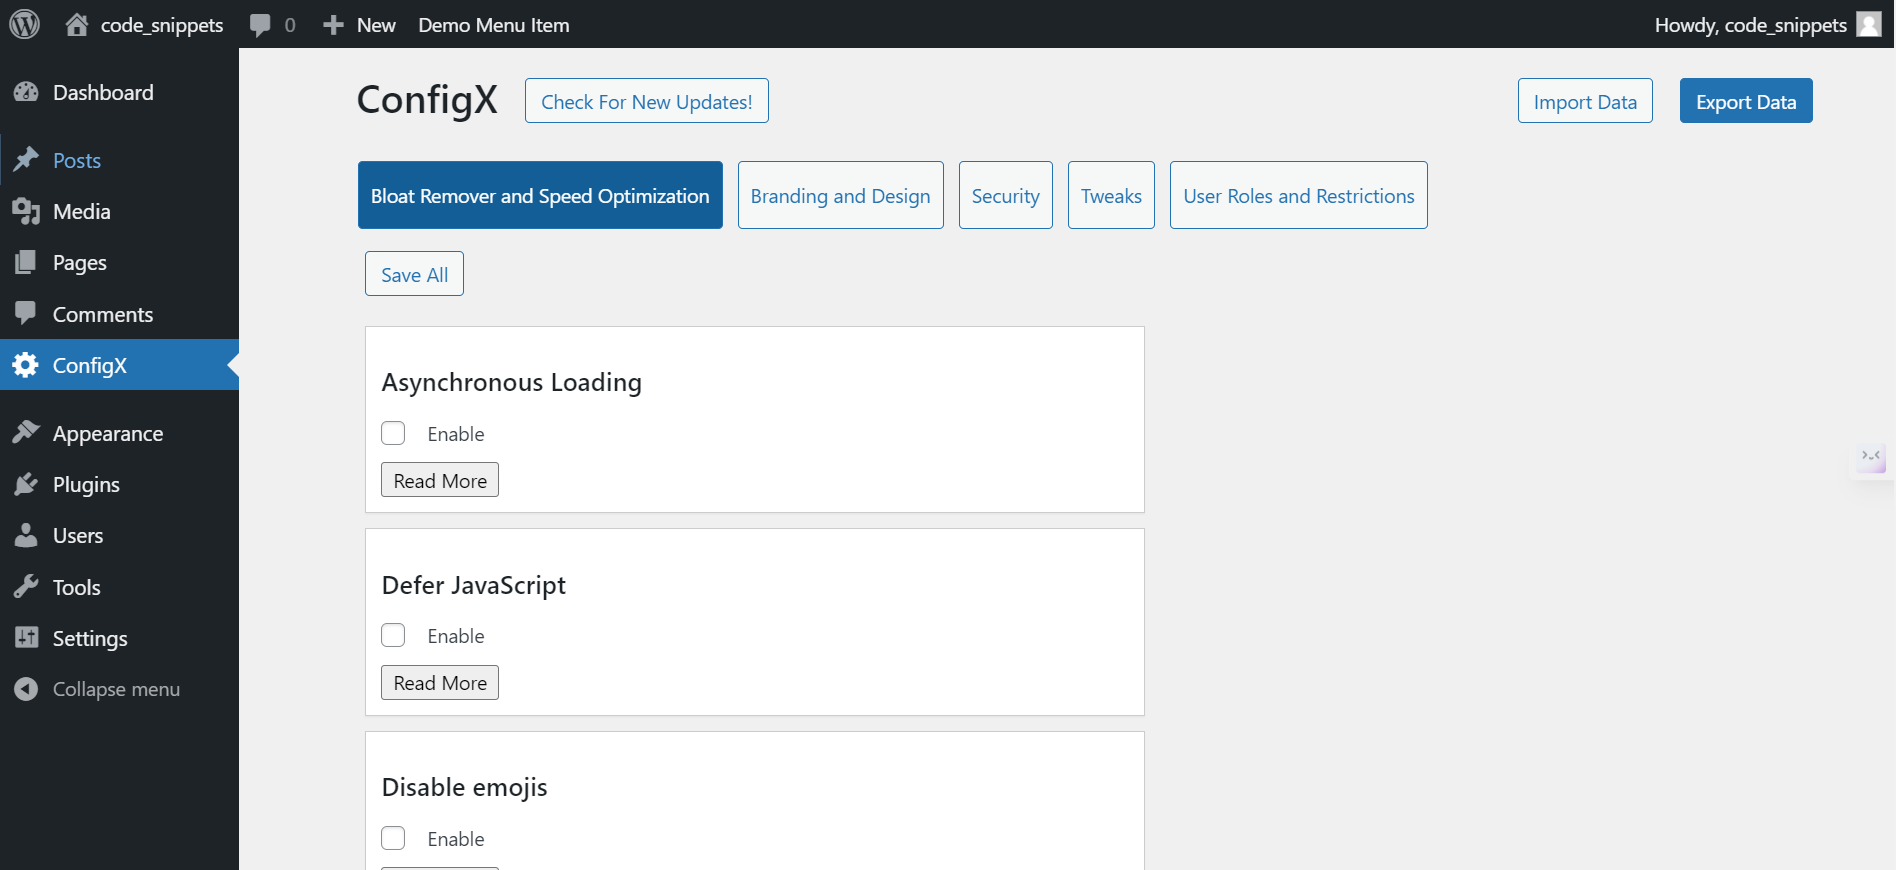 code_snippets 0 New Demo Menu Item Howdy, code_snippets
Dashboard
Posts
Media
Pages
Comments
ConfigX
Appearance
Plugins
Users
Tools
Settings
Collapse menu
ConfigX Check For New Updates! Import Data Export Data
Bloat Remover and Speed Optimization Branding and Design Security Tweaks User Roles and Restrictions
Save All
Asynchronous Loading
Enable
Read More
Defer JavaScript
Enable
Read More
Disable emojis
Enable